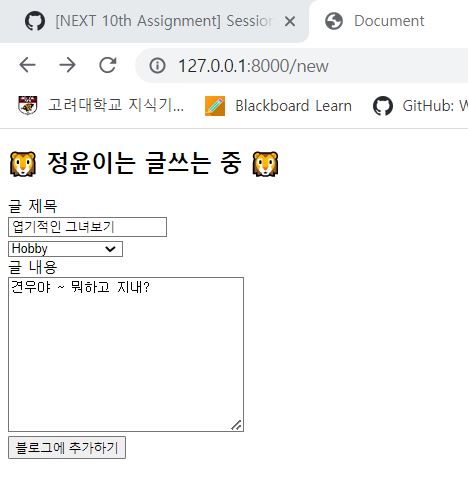 [NEXT 10th Assignment] Session
Document
127.0.0.1:8000/new
고려대학교 지식기...
Blackboard Learn
GitHub: W
🦁 정윤이는 글쓰는 중 🦁
글 제목
엽기적인 그녀보기
Hobby
글 내용
견우야 ~ 뭐하고 지내?
블로그에 추가하기